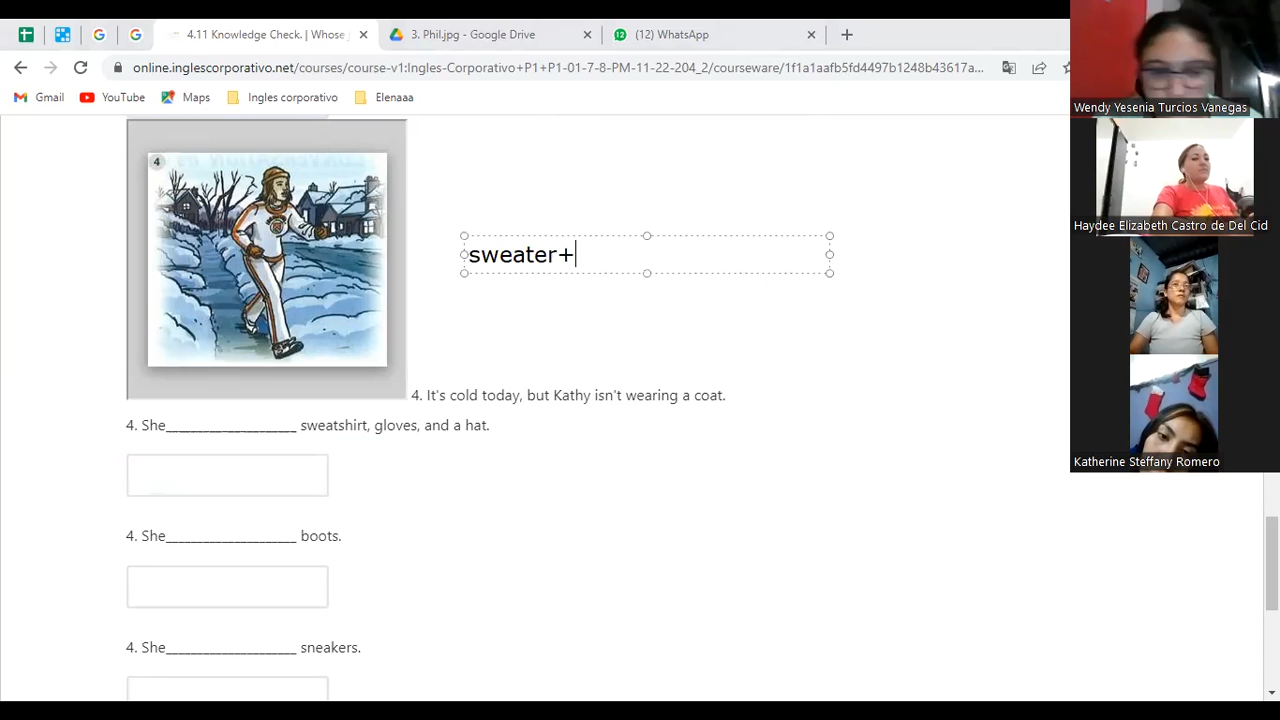 4.11 Knowledge Check. | Whose
3. Phil.jpg - Google Drive
(12) WhatsApp
online.inglescorporativo.net/courses/course-v1:Ingles-Corporativo+P1+P1-01-7-8-PM-11-22-204_2/courseware/1f1a1aafb5fd4497b1248b43617a...
Gmail
YouTube
Maps
Ingles corporativo
Elenaaa
Wendy Yesenia Turcios Vanegas
Haydee Elizabeth Castro de Del Cid
Katherine Steffany Romero
4
sweater+
4. It's cold today, but Kathy isn't wearing a coat.
4. She____________________ sweatshirt, gloves, and a hat.
4. She____________________ boots.
4. She____________________ sneakers.